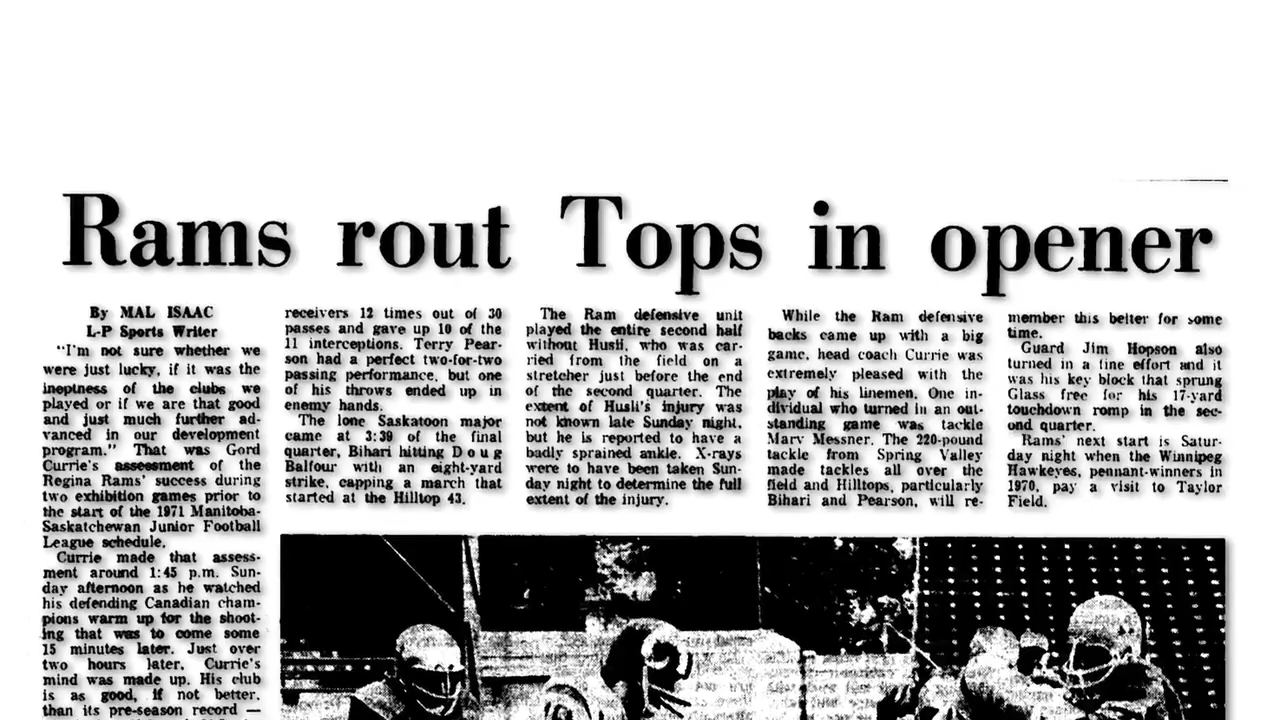 Rams rout Tops in opener
By MAL ISAAC
L-P Sports Writer
"I'm not sure whether we
were just lucky, if it was the
ineptness of the clubs we
played or if we are that good
and just much further ad-
vanced in our development
program." That was Gord
Currie's assessment of the
Regina Rams' success during
two exhibition games prior to
the start of the 1971 Manitoba-
Saskatchewan Junior Football
League schedule.
Currie made that assess-
ment around 1:45 p.m. Sun-
day afternoon as he watched
his defending Canadian cham-
pions warm up for the shoot-
ing that was to come some
15 minutes later. Just over
two hours later, Currie's
mind was made up. His club
is as good, if not better,
than its pre-season record —
receivers 12 times out of 30
passes and gave up 10 of the
11 interceptions. Terry Pear-
son had a perfect two-for-two
passing performance, but one
of his throws ended up in
enemy hands.
The lone Saskatoon major
came at 3:39 of the final
quarter, Bihari hitting Doug
Balfour with an eight-yard
strike, capping a march that
started at the Hilltop 43.
The Ram defensive unit
played the entire second half
without Husli, who was car-
ried from the field on a
stretcher just before the end
of the second quarter. The
extent of Husli's injury was
not known late Sunday night,
but he is reported to have a
badly sprained ankle. X-rays
were to have been taken Sun-
day night to determine the full
extent of the injury.
While the Ram defensive
backs came up with a big
game, head coach Currie was
extremely pleased with the
play of his linemen. One in-
dividual who turned in an out-
standing game was tackle
Marv Messner. The 220-pound
tackle from Spring Valley
made tackles all over the
field and Hilltops, particularly
Bihari and Pearson, will re-
member this belter for some
time.
Guard Jim Hopson also
turned in a fine effort and it
was his key block that sprung
Glass free for his 17-yard
touchdown romp in the sec-
ond quarter.
Rams' next start is Satur-
day night when the Winnipeg
Hawkeyes, pennant-winners in
1970, pay a visit to Taylor
Field.